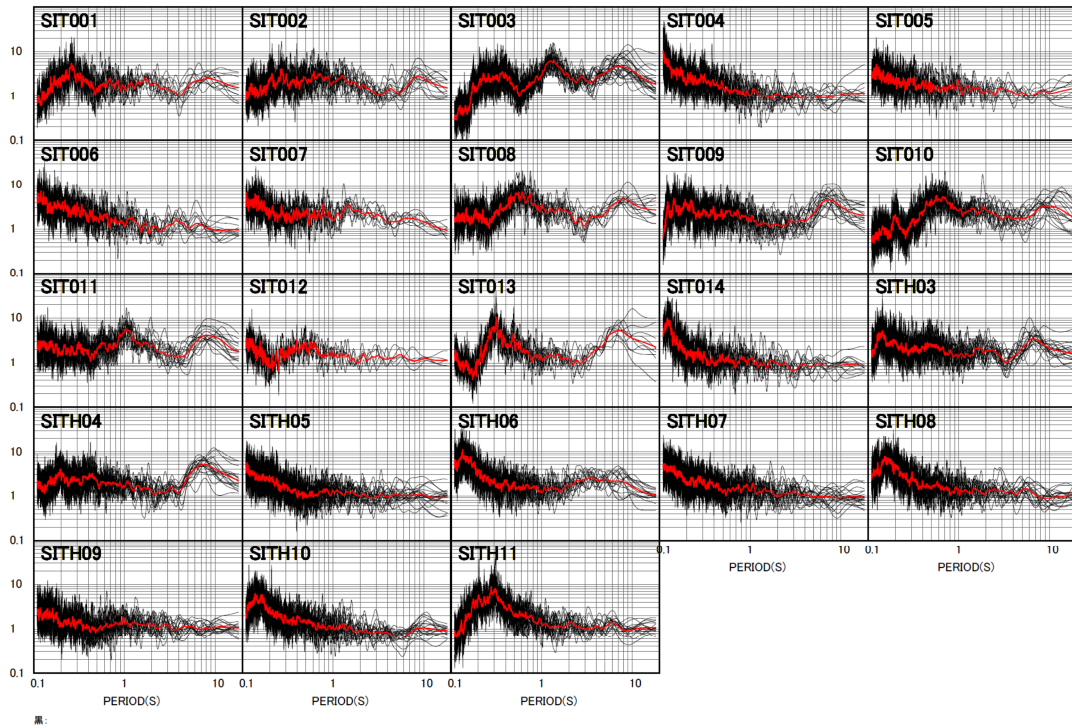 SIT001 SIT002 SIT003 SIT004 SIT005
10
1
0.1
SIT006 SIT007 SIT008 SIT009 SIT010
10
1
0.1
SIT011 SIT012 SIT013 SIT014 SITH03
10
1
0.1
SITH04 SITH05 SITH06 SITH07 SITH08
10
1
0.1
0.1 1 10 0.1 1 10
PERIOD(S) PERIOD(S)
SITH09 SITH10 SITH11
10
1
0.1
0.1 1 10 0.1 1 10 0.1 1 10
PERIOD(S) PERIOD(S) PERIOD(S)
黒: